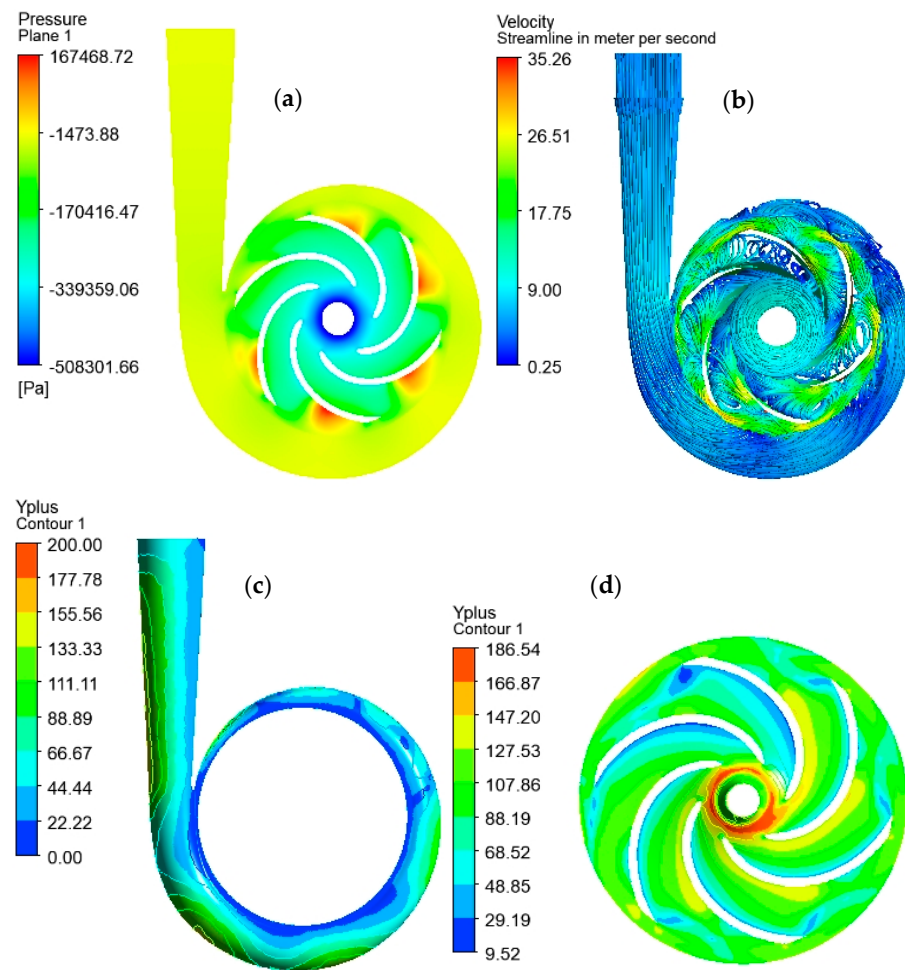 Pressure
Plane 1
167468.72
-1473.88
-170416.47
-339359.06
-508301.66
[Pa]
(a)
Velocity
Streamline in meter per second
35.26
26.51
17.75
9.00
0.25
(b)
Yplus
Contour 1
200.00
177.78
155.56
133.33
111.11
88.89
66.67
44.44
22.22
0.00
(c)
Yplus
Contour 1
186.54
166.87
147.20
127.53
107.86
88.19
68.52
48.85
29.19
9.52
(d)